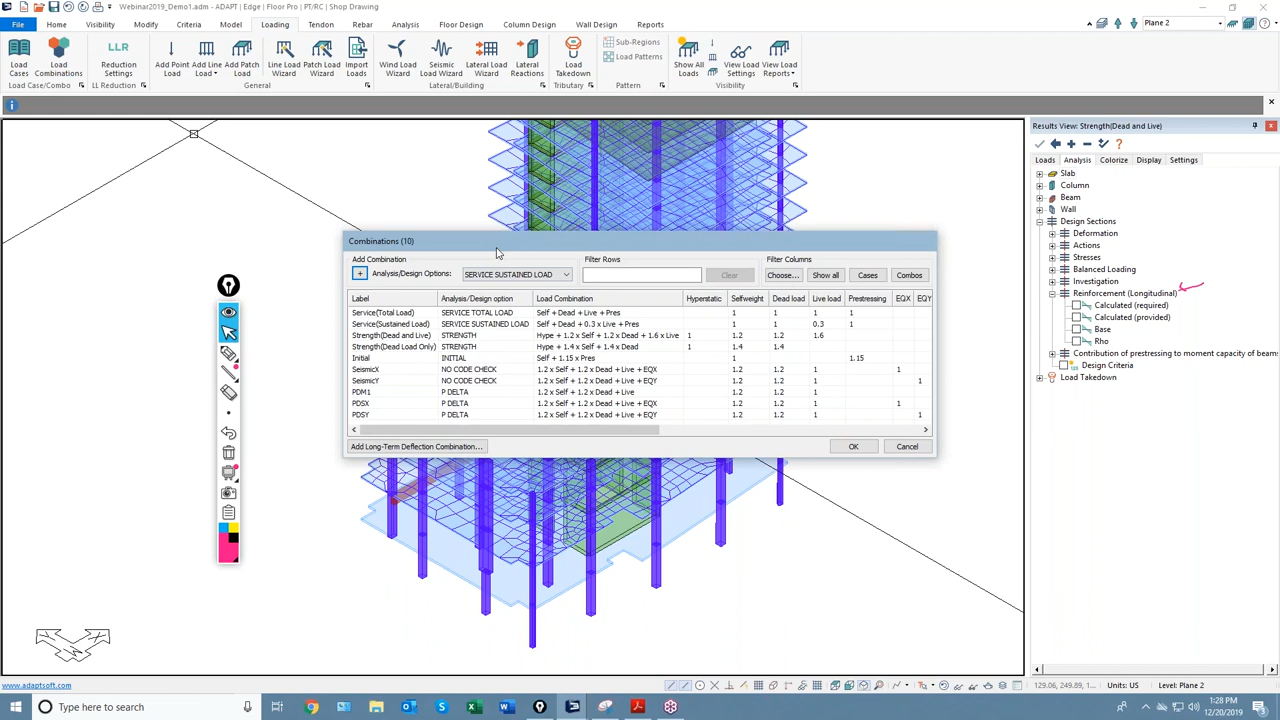 Webinar2019_Demo1.adm - ADAPT | Edge | Floor Pro | PT/RC | Shop Drawing
File Home Visibility Modify Criteria Model Loading Tendon Rebar Analysis Floor Design Column Design Wall Design Reports Plane 2
Load Cases Load Combinations LLR Reduction Settings Add Point Load Add Line Load Add Patch Load Line Load Wizard Patch Load Wizard Import Loads Wind Load Wizard Seismic Load Wizard Lateral Load Wizard Lateral Reactions Load Takedown Sub-Regions Load Patterns Show All Loads View Load Settings View Load Reports
Load Case/Combo LL Reduction General Lateral/Building Tributary Pattern Visibility
Results View: Strength(Dead and Live)
Loads Analysis Colorize Display Settings
Slab
Column
Beam
Wall
Design Sections
Deformation
Actions
Stresses
Balanced Loading
Investigation
Reinforcement (Longitudinal)
Calculated (required)
Calculated (provided)
Base
Rho
Contribution of prestressing to moment capacity of beams
Design Criteria
Load Takedown
Combinations (10)
Add Combination Filter Rows Filter Columns
+ Analysis/Design Options: SERVICE SUSTAINED LOAD Clear Choose... Show all Cases Combos
Label Analysis/Design option Load Combination Hyperstatic Selfweight Dead load Live load Prestressing EQX EQY
Service(Total Load) SERVICE TOTAL LOAD Self + Dead + Live + Pres 1 1 1 1
Service(Sustained Load) SERVICE SUSTAINED LOAD Self + Dead + 0.3 x Live + Pres 1 1 0.3 1
Strength(Dead and Live) STRENGTH Hype + 1.2 x Self + 1.2 x Dead + 1.6 x Live 1 1.2 1.2 1.6
Strength(Dead Load Only) STRENGTH Hype + 1.4 x Self + 1.4 x Dead 1 1.4 1.4
Initial INITIAL Self + 1.15 x Pres 1 1.15
SeismicX NO CODE CHECK 1.2 x Self + 1.2 x Dead + Live + EQX 1.2 1.2 1 1
SeismicY NO CODE CHECK 1.2 x Self + 1.2 x Dead + Live + EQY 1.2 1.2 1 1
PDM1 P DELTA 1.2 x Self + 1.2 x Dead + Live 1.2 1.2 1
PDSX P DELTA 1.2 x Self + 1.2 x Dead + Live + EQX 1.2 1.2 1 1
PDSY P DELTA 1.2 x Self + 1.2 x Dead + Live + EQY 1.2 1.2 1 1
Add Long-Term Deflection Combination... OK Cancel
www.adaptsoft.com 129.06, 249.89, 1... Units: US Level: Plane 2
Type here to search
1:28 PM
12/20/2019